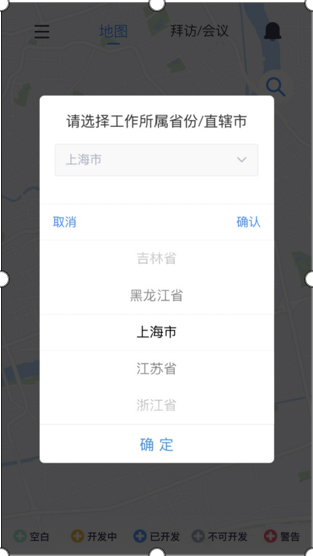 地图 拜访/会议
请选择工作所属省份/直辖市
上海市
取消 确认
吉林省
黑龙江省
上海市
江苏省
浙江省
确 定
空白 开发中 已开发 不可开发 警告